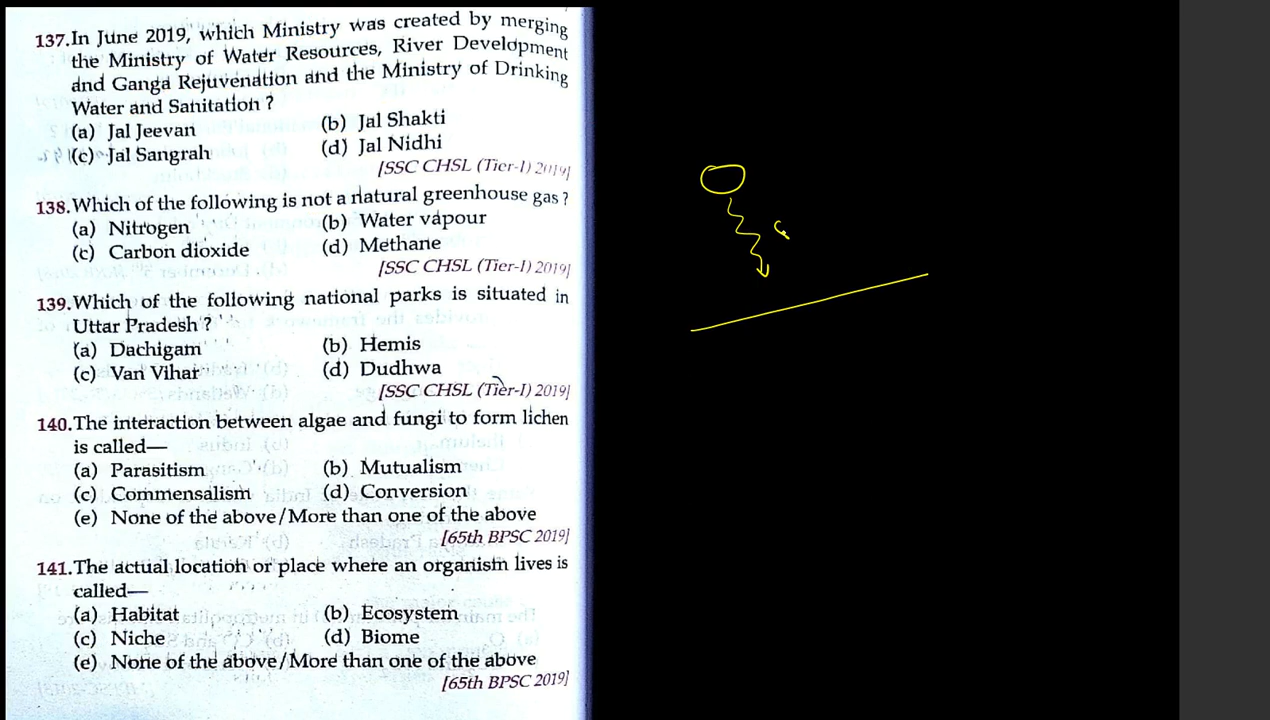 137.In June 2019, which Ministry was created by merging
the Ministry of Water Resources, River Development
and Ganga Rejuvenation and the Ministry of Drinking
Water and Sanitation ?
(a) Jal Jeevan (b) Jal Shakti
(c) Jal Sangrah (d) Jal Nidhi
[SSC CHSL (Tier-I) 2019]
138.Which of the following is not a natural greenhouse gas ?
(a) Nitrogen (b) Water vapour
(c) Carbon dioxide (d) Methane
[SSC CHSL (Tier-I) 2019]
139.Which of the following national parks is situated in
Uttar Pradesh ?
(a) Dachigam (b) Hemis
(c) Van Vihar (d) Dudhwa
[SSC CHSL (Tier-I) 2019]
140.The interaction between algae and fungi to form lichen
is called—
(a) Parasitism (b) Mutualism
(c) Commensalism (d) Conversion
(e) None of the above/More than one of the above
[65th BPSC 2019]
141.The actual location or place where an organism lives is
called—
(a) Habitat (b) Ecosystem
(c) Niche (d) Biome
(e) None of the above/More than one of the above
[65th BPSC 2019]